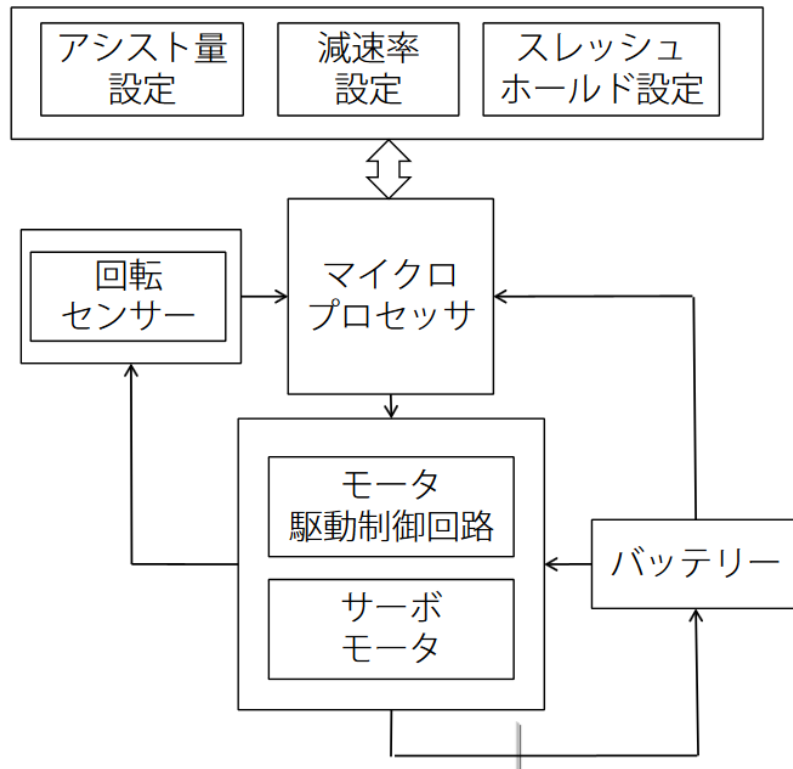 アシスト量
設定
減速率
設定
スレッシュ
ホールド設定
回転
センサー
マイクロ
プロセッサ
モータ
駆動制御回路
サーボ
モータ
バッテリー